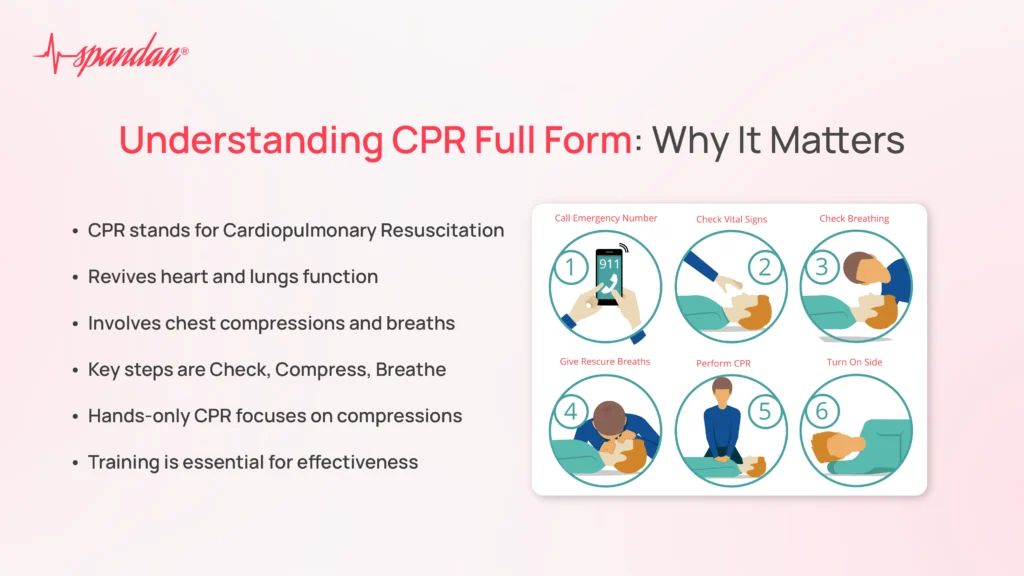 spandan®
Understanding CPR Full Form: Why It Matters
• CPR stands for Cardiopulmonary Resuscitation
• Revives heart and lungs function
• Involves chest compressions and breaths
• Key steps are Check, Compress, Breathe
• Hands-only CPR focuses on compressions
• Training is essential for effectiveness
Call Emergency Number
1
911
Check Vital Signs
2
Check Breathing
3
Give Rescure Breaths
4
Perform CPR
5
Turn On Side
6